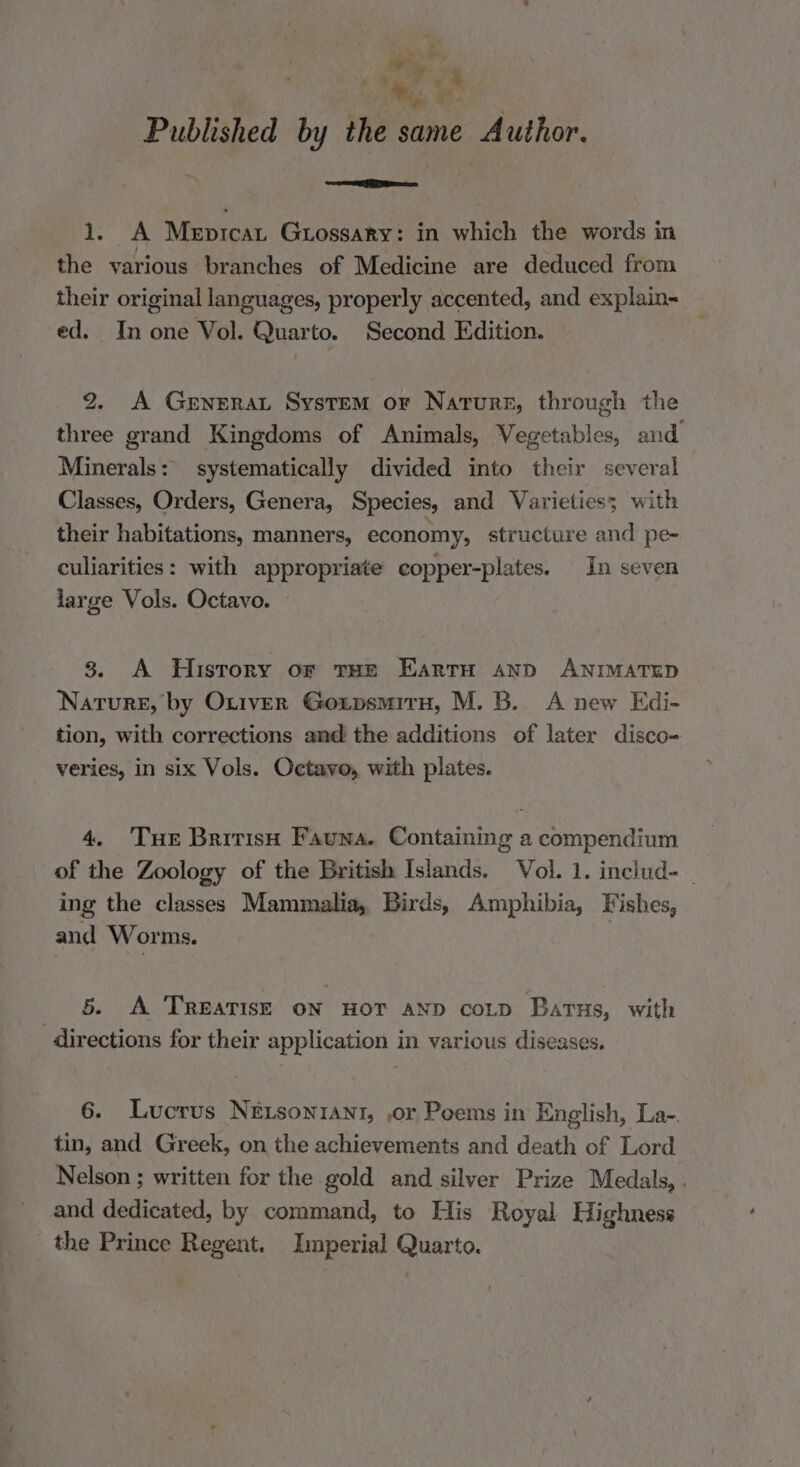 Published by the same Author.
1. A Medical Glossary: in which the words in
the various branches of Medicine are deduced from
their original languages, properly accented, and explain-
ed. In one Vol. Quarto. Second Edition.
2. A General System of Nature, through the
three grand Kingdoms of Animals, Vegetables, and
Minerals: systematically divided into their several
Classes, Orders, Genera, Species, and Varieties; with
their habitations, manners, economy, structure and pe-
culiarities: with appropriate copper-plates. In seven
large Vols. Octavo.
3. A History of the Earth and Animated
Nature, by Oliver Goldsmith, M. B. A new Edi-
tion, with corrections and the additions of later disco-
veries, in six Vols. Octavo, with plates.
4. The British Fauna. Containing a compendium
of the Zoology of the British Islands. Vol. 1. includ-
ing the classes Mammalia, Birds, Amphibia, Fishes,
and Worms.
5. A Treatise on hot and cold Baths, with
directions for their application in various diseases.
6. Luctus Nelsoniani, or Poems in English, La-
tin, and Greek, on the achievements and death of Lord
Nelson; written for the gold and silver Prize Medals,
and dedicated, by command, to His Royal Highness
the Prince Regent. Imperial Quarto.